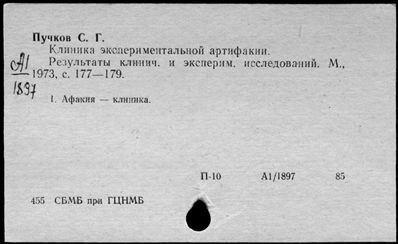 Пучков С. Г.
Клиника экспериментальной артифакии.
Результаты клинич. и эксперим. исследований. М.,
1973, с. 177—179.
А1
1897
1. Афакия — клиника.
П-10 А1/1897 85
455 СБМБ при ГЦНМБ